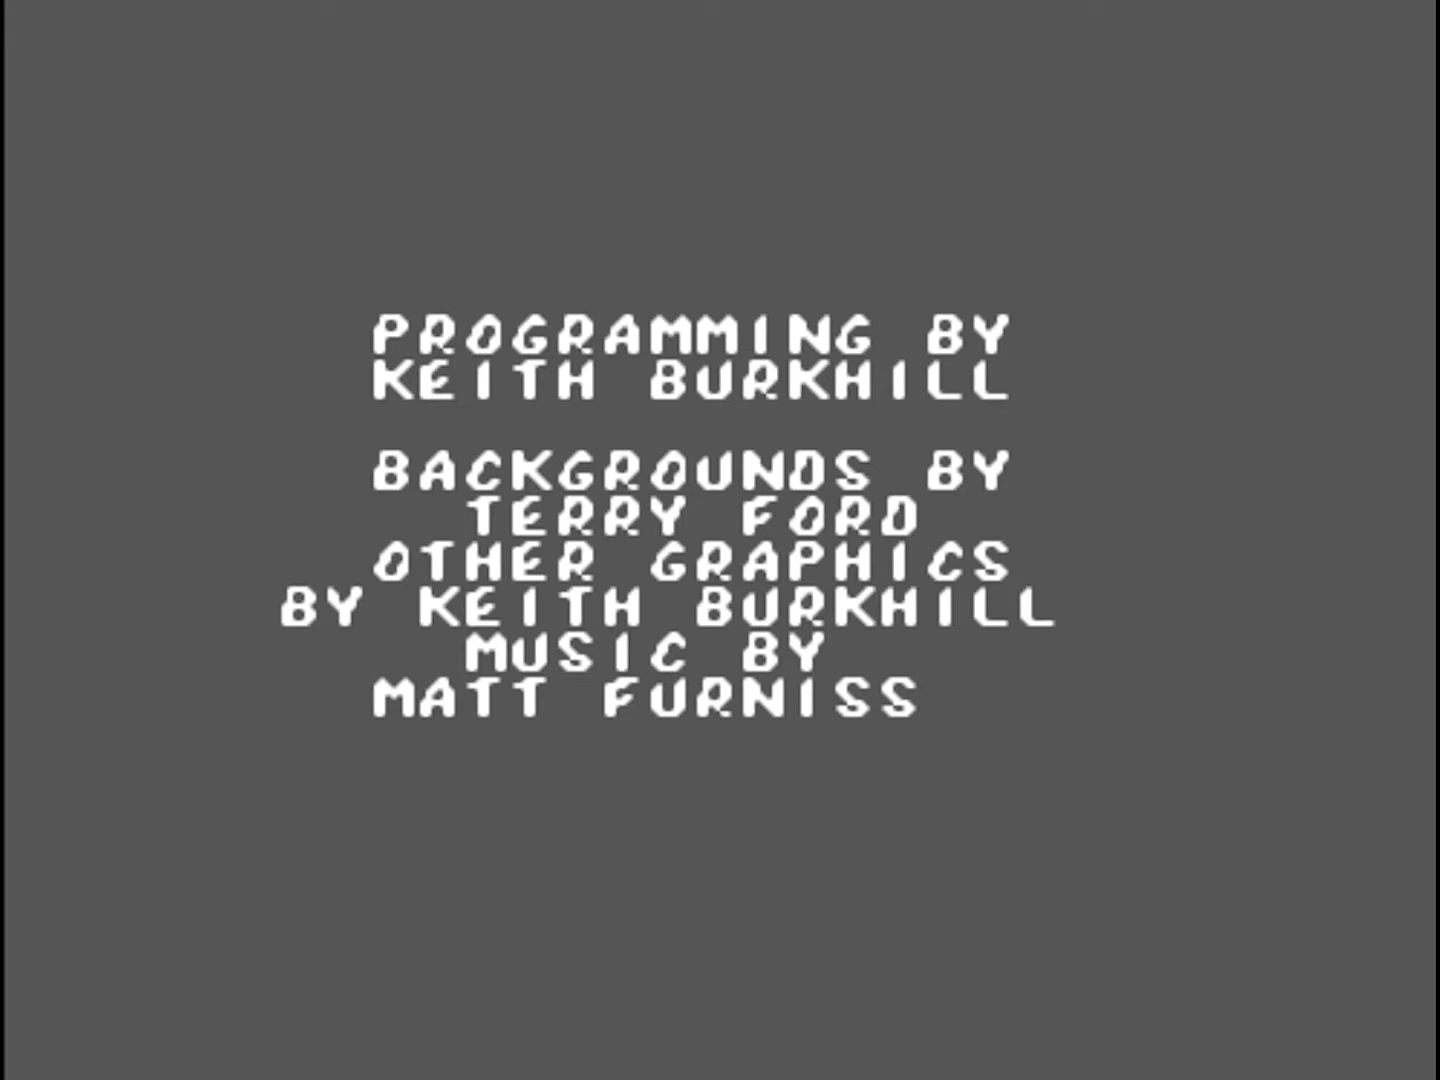 PROGRAMMING BY
KEITH BURKHILL
BACKGROUNDS BY
TERRY FORD
OTHER GRAPHICS
BY KEITH BURKHILL
MUSIC BY
MATT FURNISS